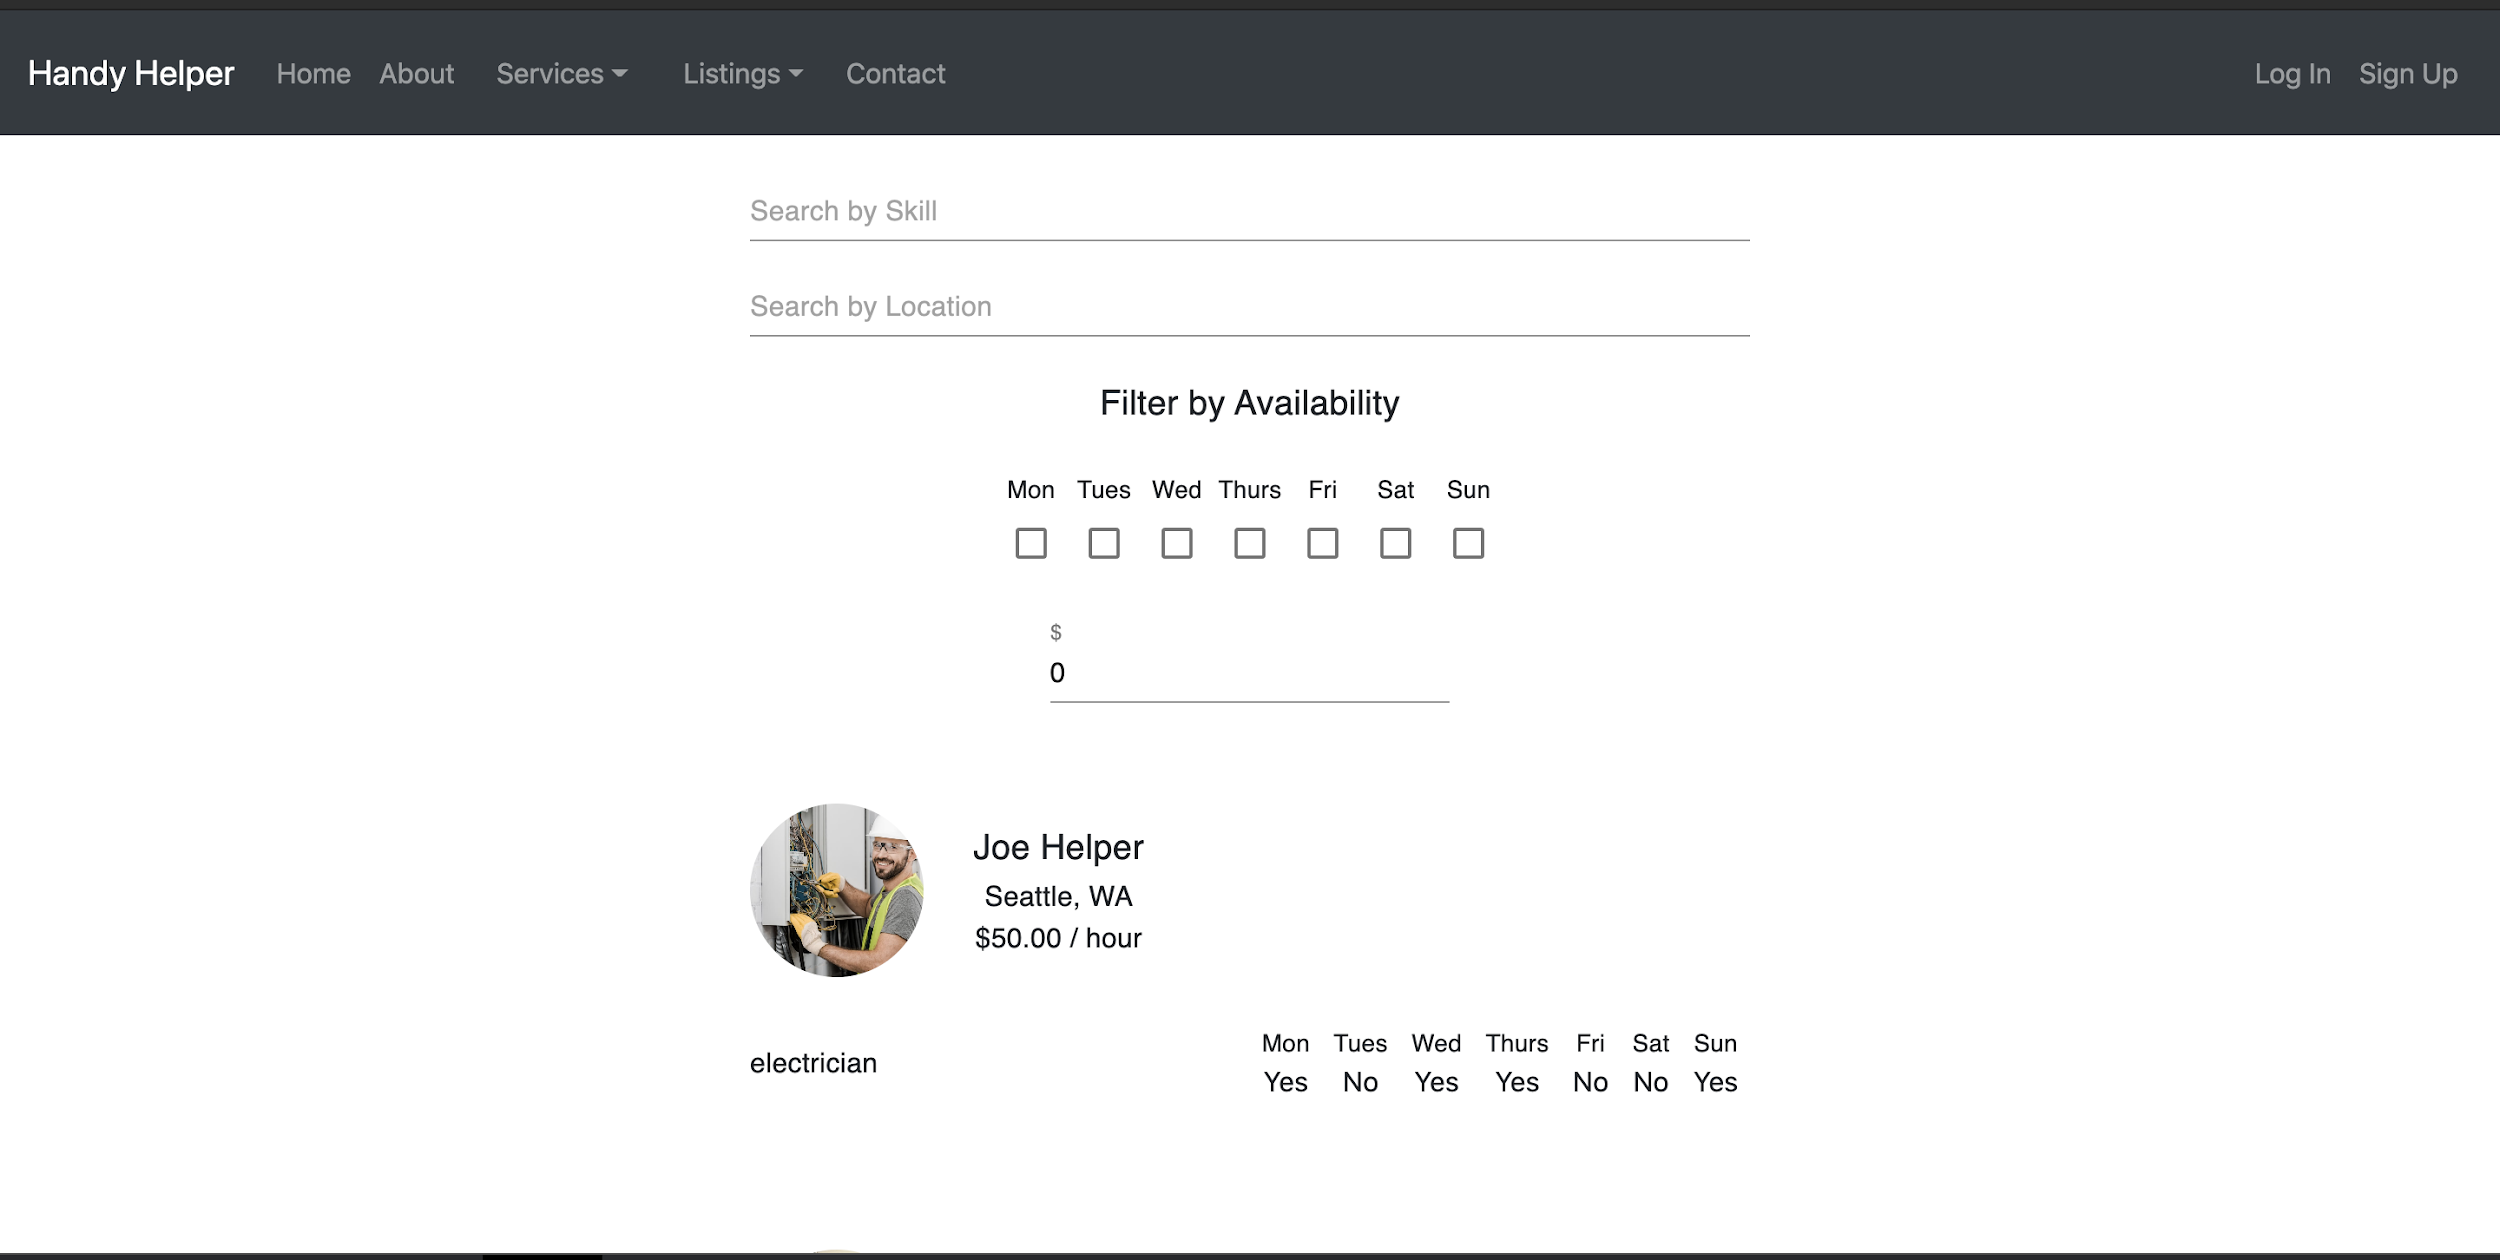 Handy Helper Home About Services Listings Contact Log In Sign Up
Search by Skill
Search by Location
Filter by Availability
Mon Tues Wed Thurs Fri Sat Sun
$
0
Joe Helper
Seattle, WA
$50.00 / hour
electrician
Mon Tues Wed Thurs Fri Sat Sun
Yes No Yes Yes No No Yes